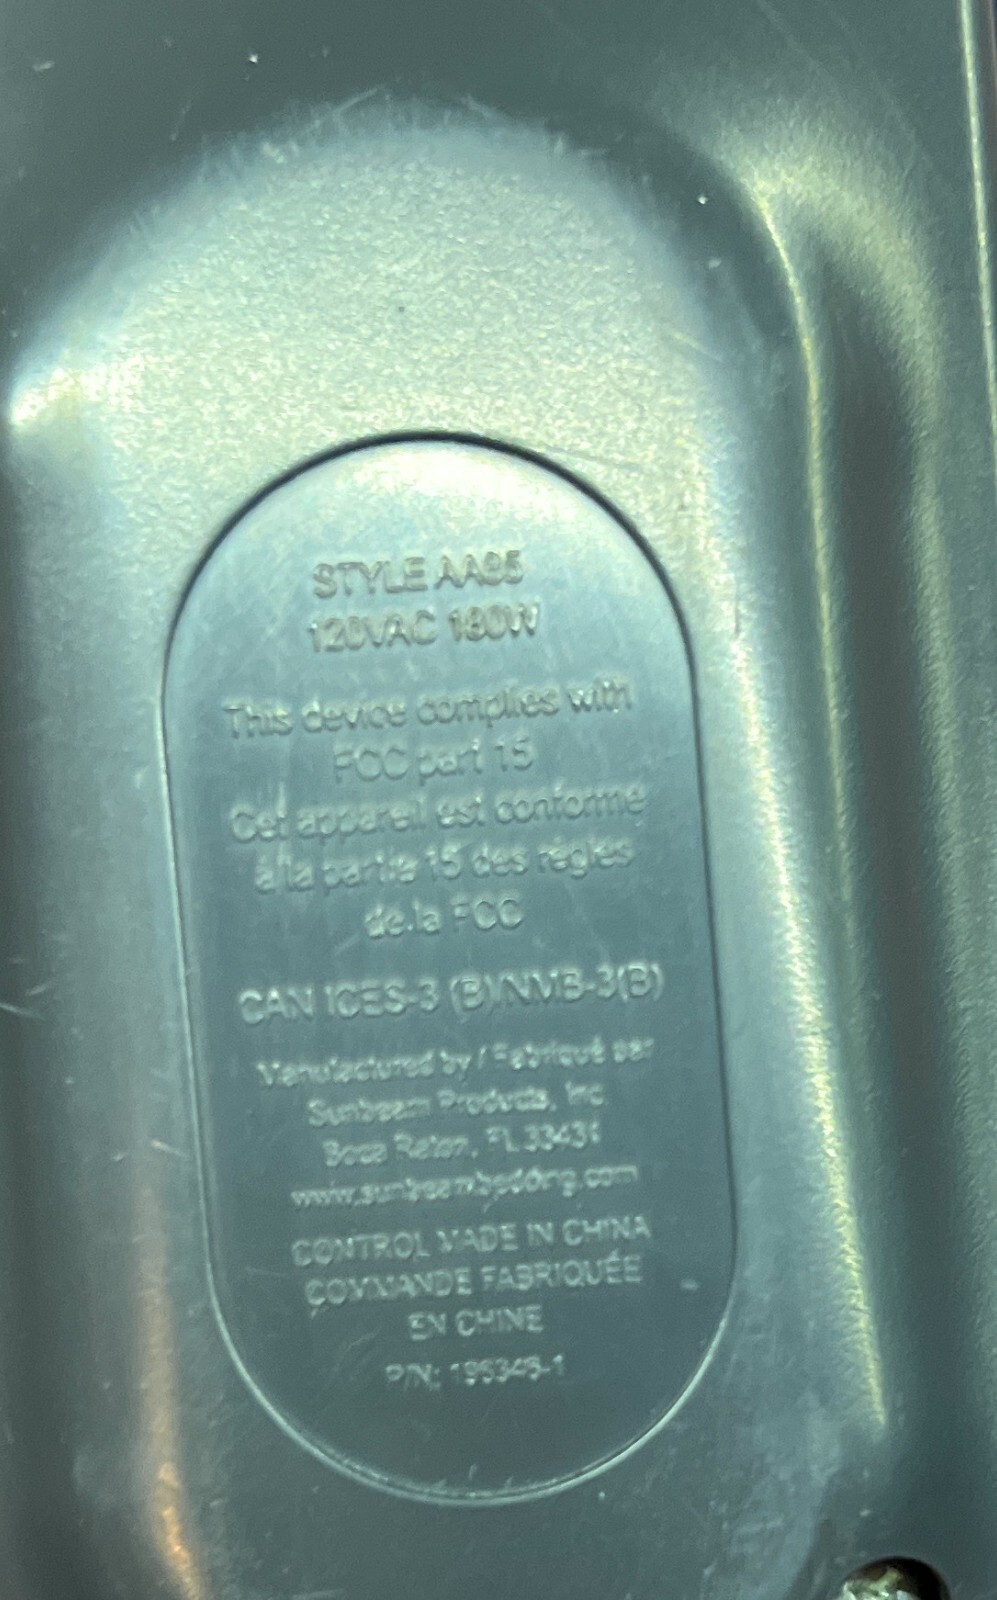 120VAC 180W
This device complies with
FCC part 15
Cet appareil est conforme
à la partie 15 des règles
de la FCC
CAN ICES-3 (B)/NMB-3(B)
Manufactured by / Fabriqué par
Sunbeam Products, Inc.
Boca Raton, FL 33431
www.sunbeambedding.com
CONTROL MADE IN CHINA
COMMANDE FABRIQUÉE
EN CHINE
P/N: